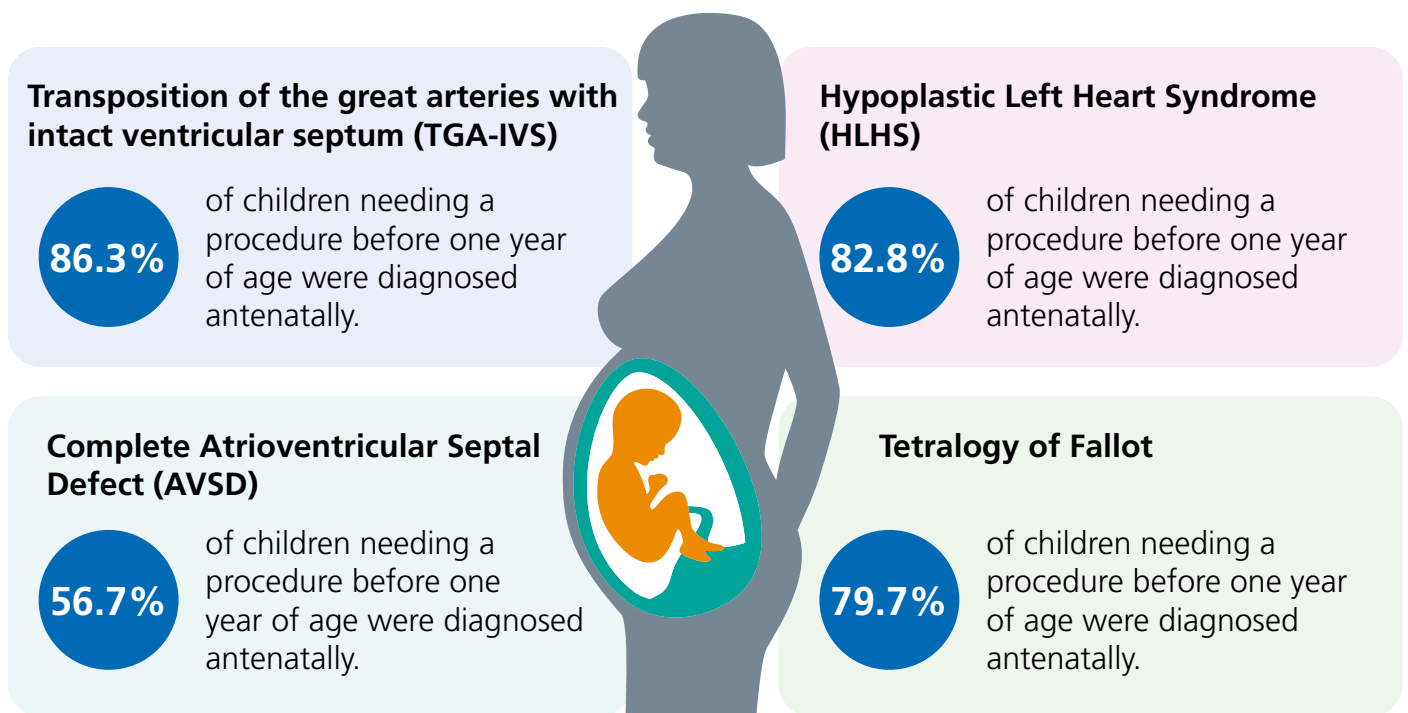 Transposition of the great arteries with
intact ventricular septum (TGA-IVS)
86.3%
of children needing a
procedure before one year
of age were diagnosed
antenatally.
Hypoplastic Left Heart Syndrome
(HLHS)
82.8%
of children needing a
procedure before one year
of age were diagnosed
antenatally.
Complete Atrioventricular Septal
Defect (AVSD)
56.7%
of children needing a
procedure before one
year of age were diagnosed
antenatally.
Tetralogy of Fallot
79.7%
of children needing a
procedure before one year
of age were diagnosed
antenatally.